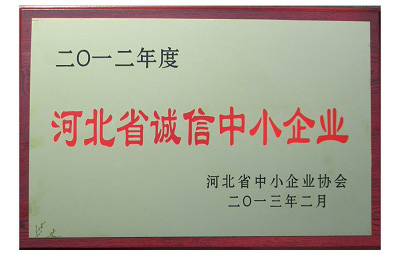 二〇一二年度
河北省诚信中小企业
河北省中小企业协会
二〇一三年二月